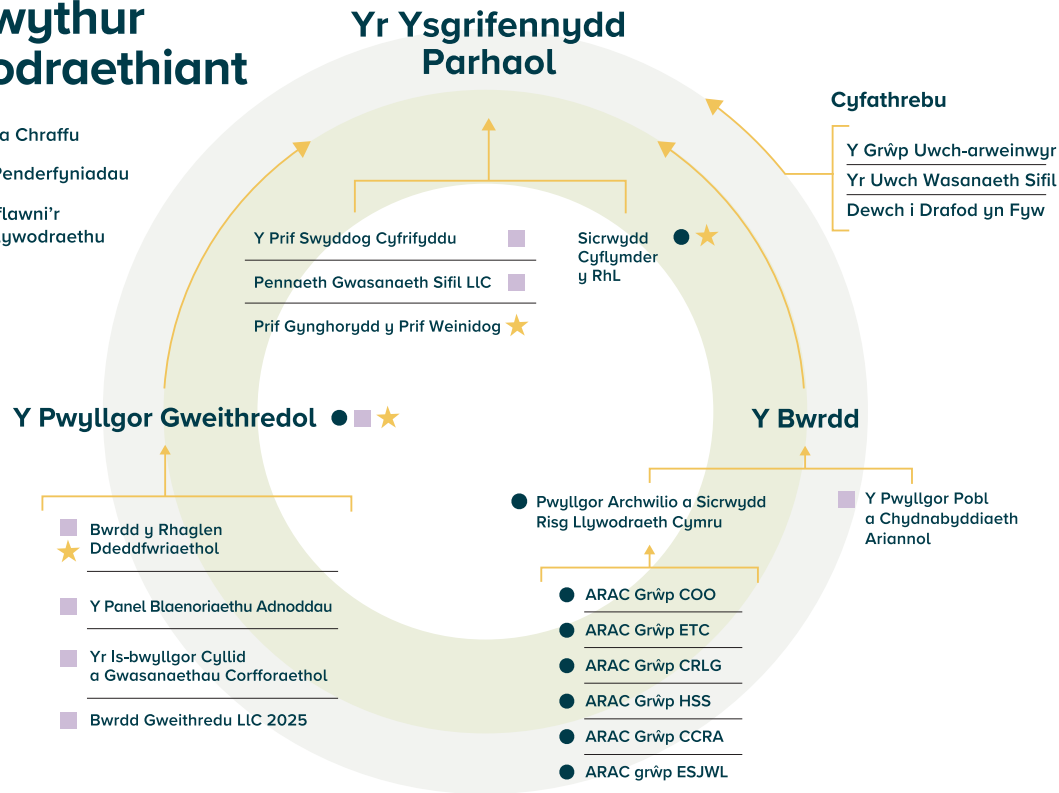 wythur
odraethiant
a Chraffu
Penderfyniadau
flawni'r
ywodraethu
Yr Ysgrifennydd
Parhaol
Cyfathrebu
Y Grŵp Uwch-arweinwyr
Yr Uwch Wasanaeth Sifil
Dewch i Drafod yn Fyw
Y Prif Swyddog Cyfrifyddu
Pennaeth Gwasanaeth Sifil LlC
Prif Gynghorydd y Prif Weinidog
Sicrwydd
Cyflymder
y RhL
Y Pwyllgor Gweithredol
Bwrdd y Rhaglen
Ddeddfwriaethol
Y Panel Blaenoriaethu Adnoddau
Yr Is-bwyllgor Cyllid
a Gwasanaethau Corfforaethol
Bwrdd Gweithredu LlC 2025
Y Bwrdd
Pwyllgor Archwilio a Sicrwydd
Risg Llywodraeth Cymru
Y Pwyllgor Pobl
a Chydnabyddiaeth
Ariannol
ARAC Grŵp COO
ARAC Grŵp ETC
ARAC Grŵp CRLG
ARAC Grŵp HSS
ARAC Grŵp CCRA
ARAC grŵp ESJWL